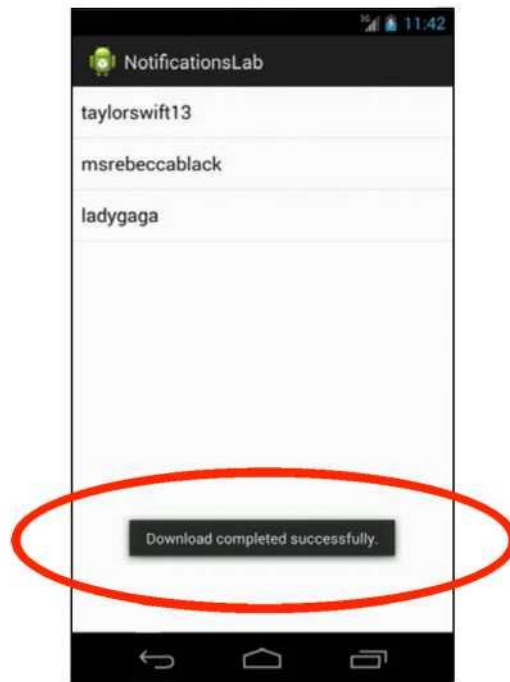 11:42
NotificationsLab
taylorswift13
msrebeccablack
ladygaga
Download completed successfully.